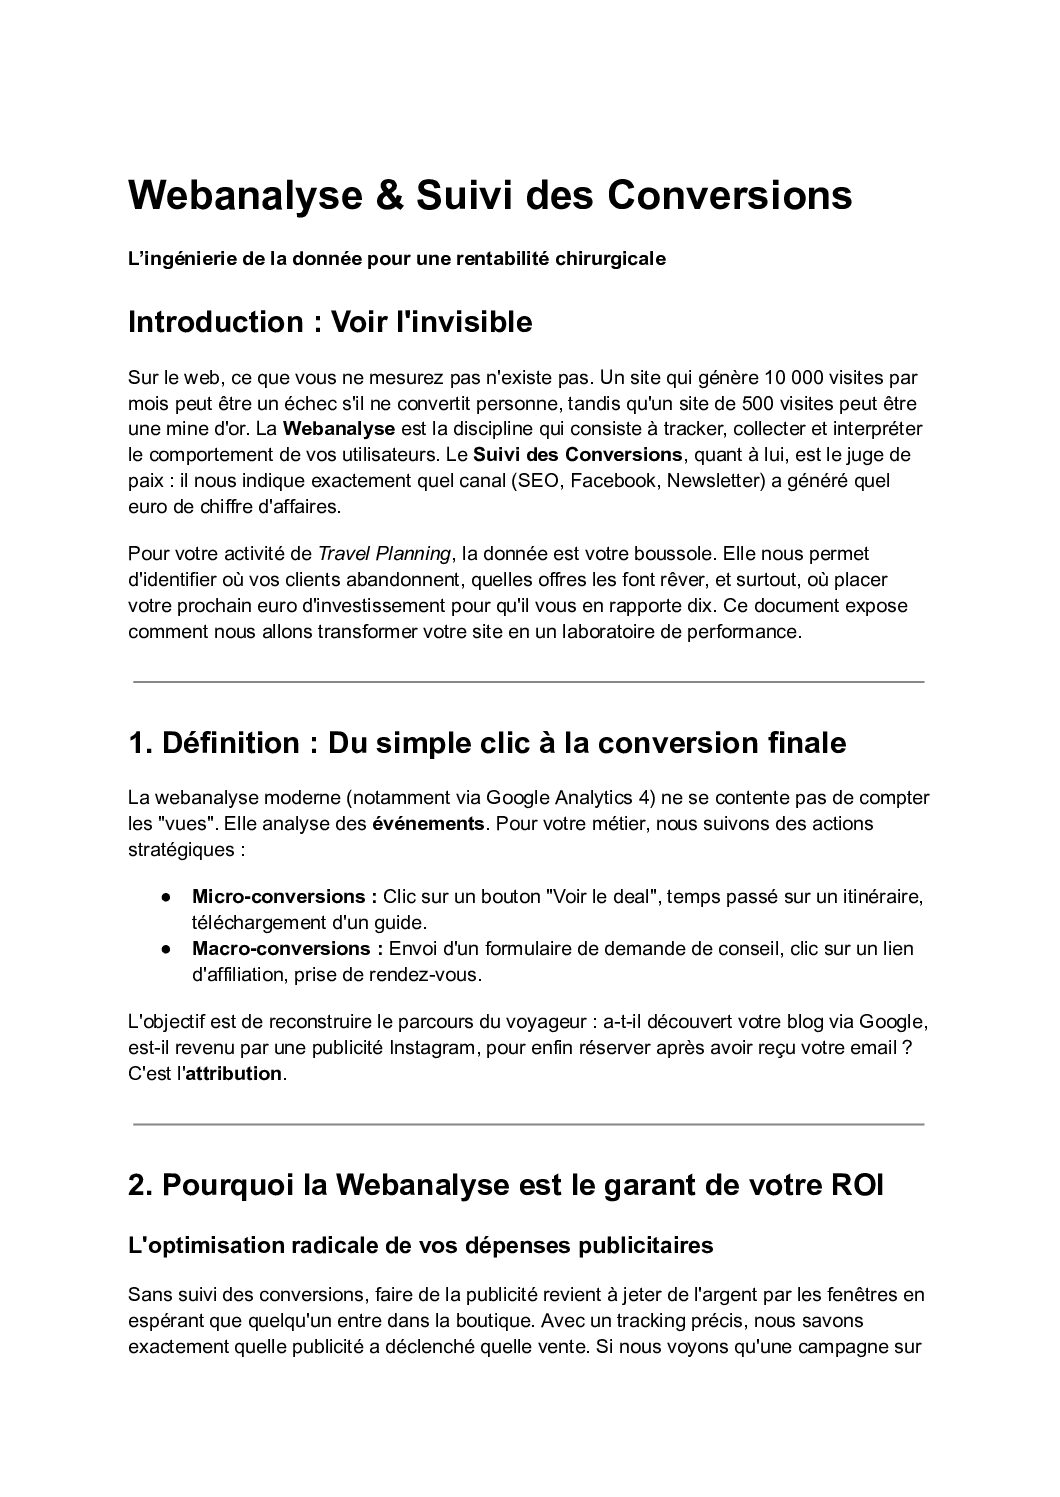 Webanalyse & Suivi des Conversions
L’ingénierie de la donnée pour une rentabilité chirurgicale
Introduction : Voir l'invisible
Sur le web, ce que vous ne mesurez pas n'existe pas. Un site qui génère 10 000 visites par
mois peut être un échec s'il ne convertit personne, tandis qu'un site de 500 visites peut être
une mine d'or. La Webanalyse est la discipline qui consiste à tracker, collecter et interpréter
le comportement de vos utilisateurs. Le Suivi des Conversions, quant à lui, est le juge de
paix : il nous indique exactement quel canal (SEO, Facebook, Newsletter) a généré quel
euro de chiffre d'affaires.
Pour votre activité de Travel Planning, la donnée est votre boussole. Elle nous permet
d'identifier où vos clients abandonnent, quelles offres les font rêver, et surtout, où placer
votre prochain euro d'investissement pour qu'il vous en rapporte dix. Ce document expose
comment nous allons transformer votre site en un laboratoire de performance.
1. Définition : Du simple clic à la conversion finale
La webanalyse moderne (notamment via Google Analytics 4) ne se contente pas de compter
les "vues". Elle analyse des événements. Pour votre métier, nous suivons des actions
stratégiques :
● Micro-conversions : Clic sur un bouton "Voir le deal", temps passé sur un itinéraire,
téléchargement d'un guide.
● Macro-conversions : Envoi d'un formulaire de demande de conseil, clic sur un lien
d'affiliation, prise de rendez-vous.
L'objectif est de reconstruire le parcours du voyageur : a-t-il découvert votre blog via Google,
est-il revenu par une publicité Instagram, pour enfin réserver après avoir reçu votre email ?
C'est l'attribution.
2. Pourquoi la Webanalyse est le garant de votre ROI
L'optimisation radicale de vos dépenses publicitaires
Sans suivi des conversions, faire de la publicité revient à jeter de l'argent par les fenêtres en
espérant que quelqu'un entre dans la boutique. Avec un tracking précis, nous savons
exactement quelle publicité a déclenché quelle vente. Si nous voyons qu'une campagne sur